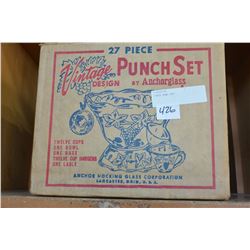 27 PIECE
Vintage PUNCH SET
DESIGN BY Anchorglass
426
TWELVE CUPS
ONE BOWL
ONE BASE
TWELVE CUP HANGERS
ONE LADLE
ANCHOR HOCKING GLASS CORPORATION
LANCASTER, OHIO, U.S.A.